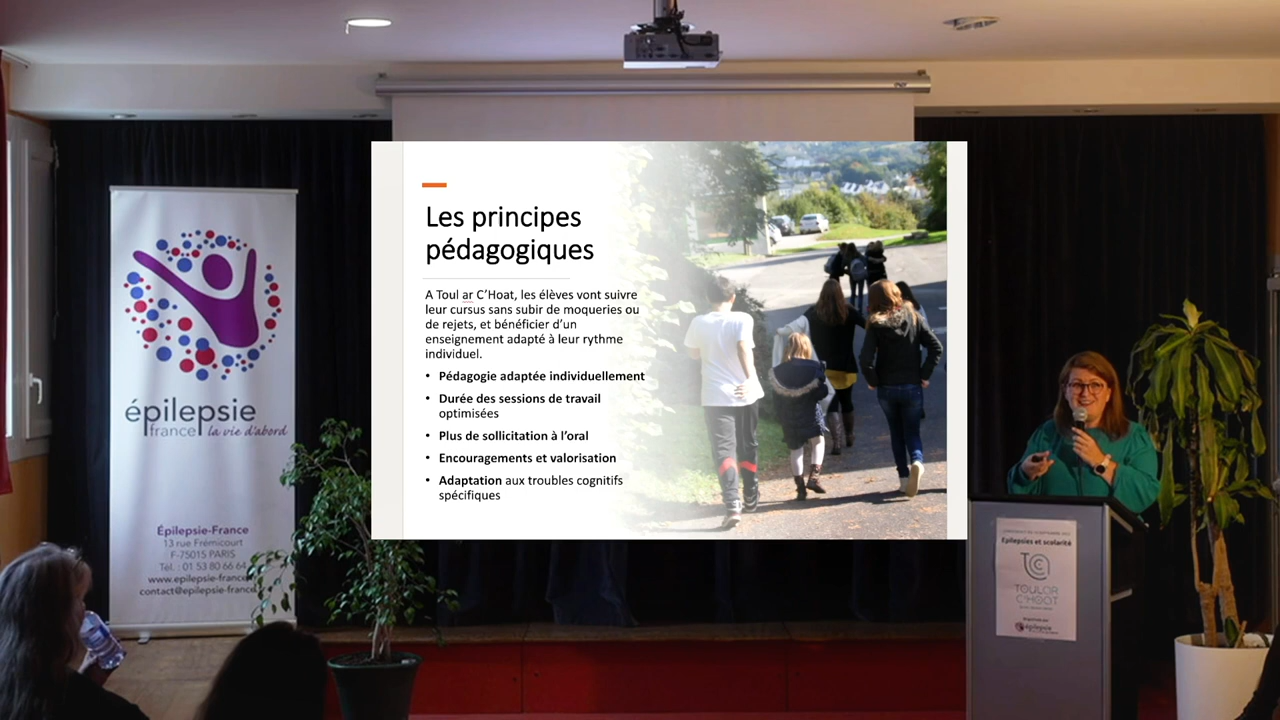 épilepsie
france la vie d'abord
Épilepsie-France
13 rue Frémicourt
F-75015 PARIS
Tél. : 01 53 80 66 64
www.epilepsie-france
contact@epilepsie-france
Les principes
pédagogiques
A Toul ar C'Hoat, les élèves vont suivre
leur cursus sans subir de moqueries ou
de rejets, et bénéficier d'un
enseignement adapté à leur rythme
individuel.
• Pédagogie adaptée individuellement
• Durée des sessions de travail
optimisées
• Plus de sollicitation à l'oral
• Encouragements et valorisation
• Adaptation aux troubles cognitifs
spécifiques
Epilepsies et scolarité
TOUL AR
C'HOAT
épilepsie